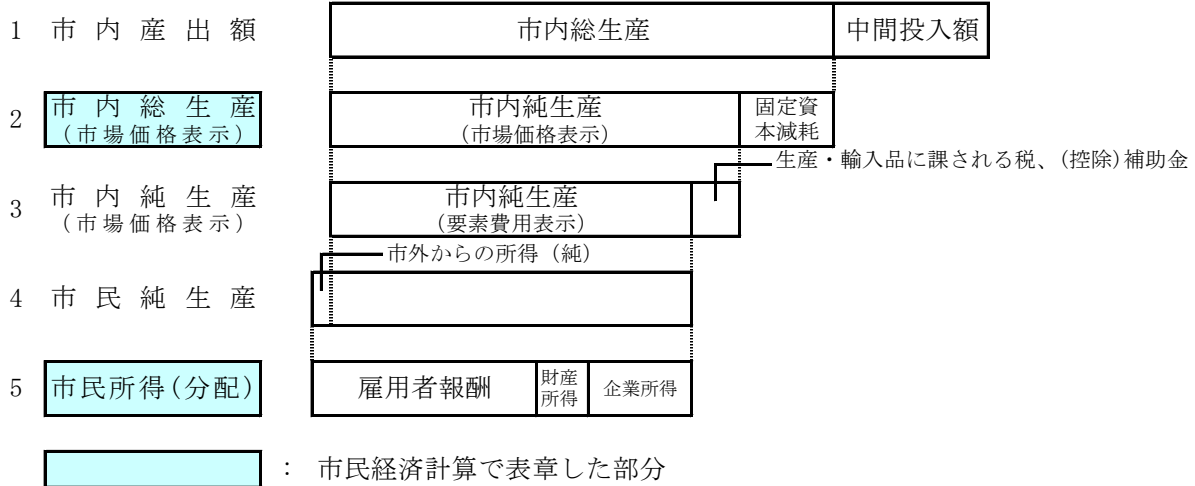 1 市内産出額 市内総生産 中間投入額
2 市内総生産 市内純生産 固定資
(市場価格表示) (市場価格表示) 本減耗
生産・輸入品に課される税、(控除)補助金
3 市内純生産 市内純生産
(市場価格表示) (要素費用表示)
市外からの所得（純）
4 市民純生産
5 市民所得(分配) 雇用者報酬 財産 企業所得
所得
： 市民経済計算で表章した部分